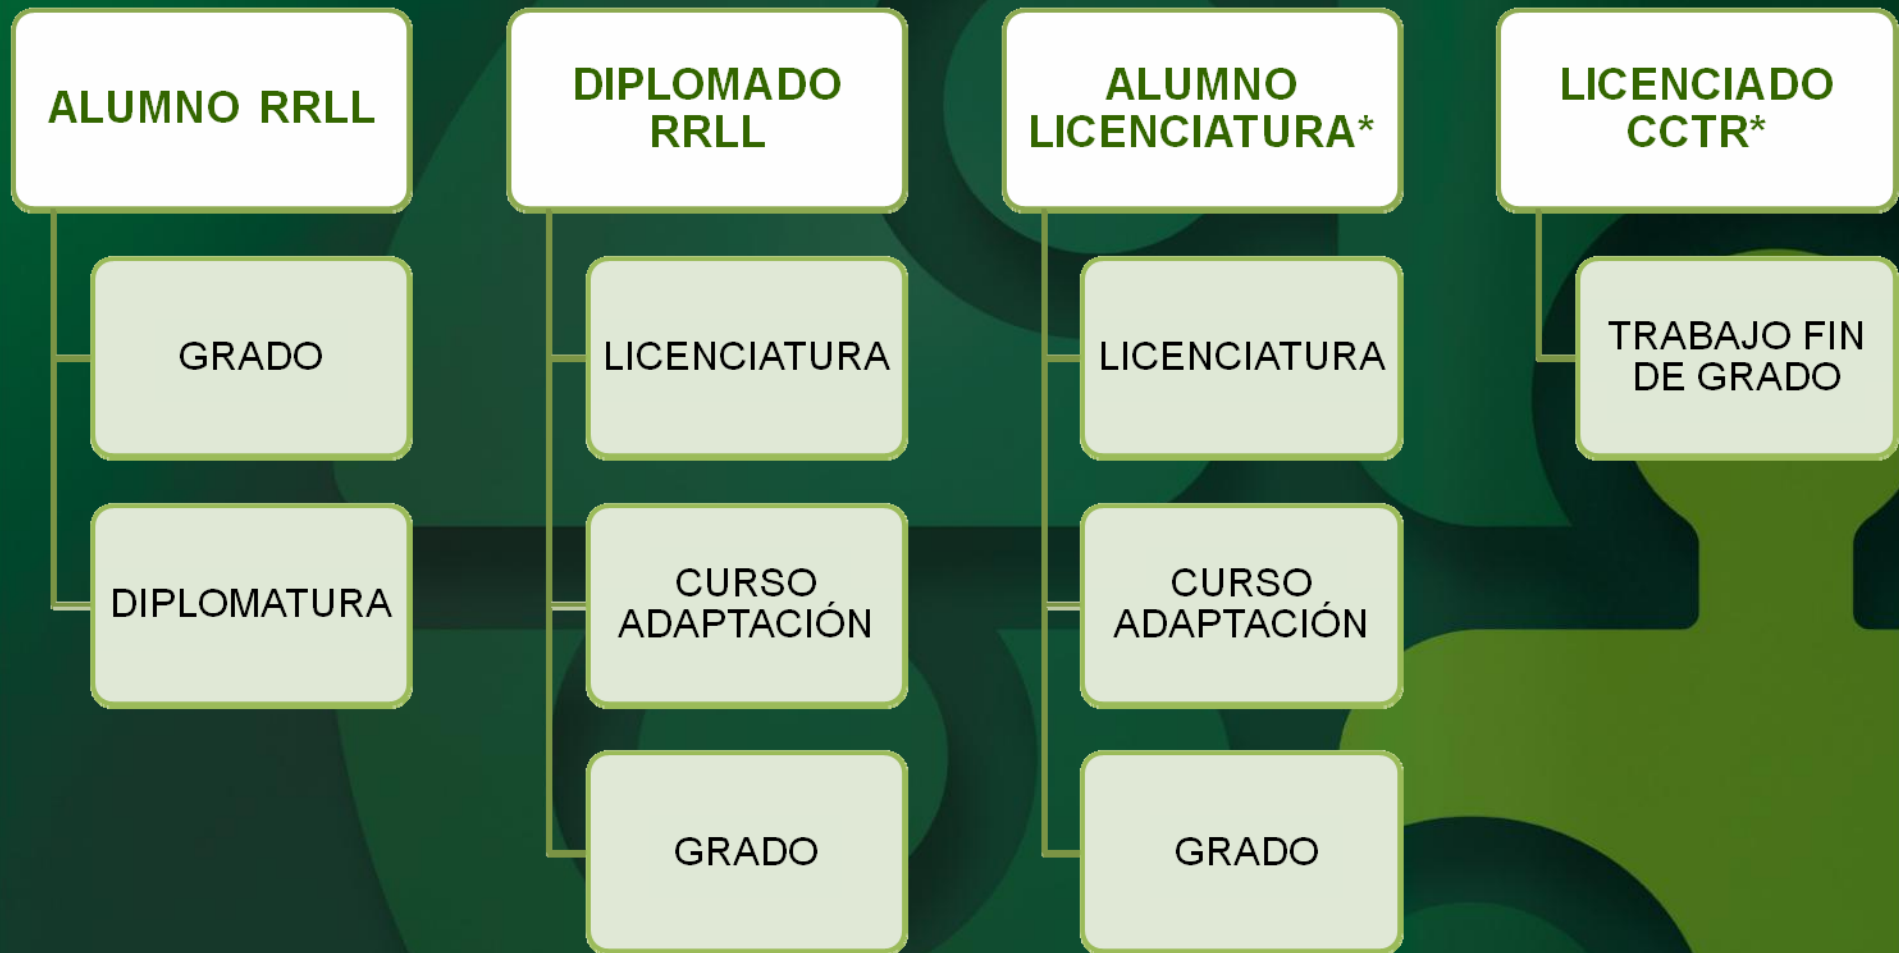 ALUMNO RRLL
GRADO
DIPLOMATURA
DIPLOMADO
RRLL
LICENCIATURA
CURSO
ADAPTACIÓN
GRADO
ALUMNO
LICENCIATURA*
LICENCIATURA
CURSO
ADAPTACIÓN
GRADO
LICENCIADO
CCTR*
TRABAJO FIN
DE GRADO